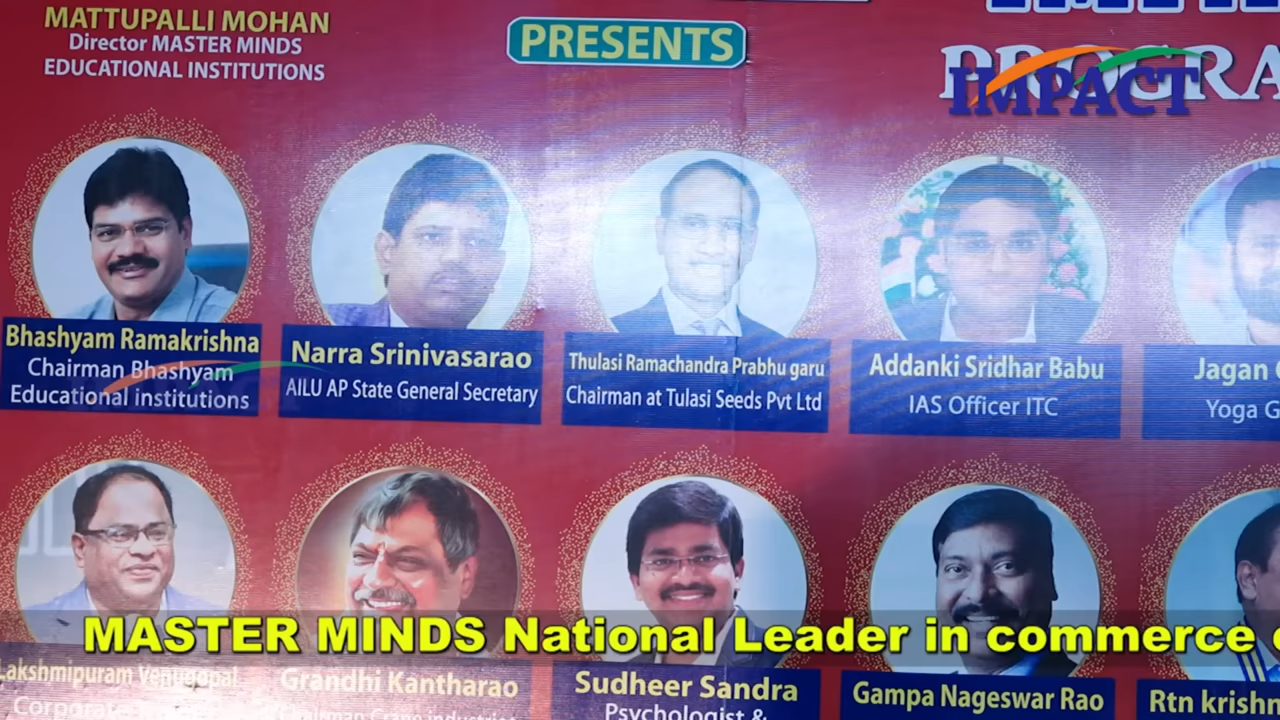 MATTUPALLI MOHAN
Director MASTER MINDS
EDUCATIONAL INSTITUTIONS
PRESENTS
IMPACT
Bhashyam Ramakrishna
Chairman Bhashyam
Educational institutions
Narra Srinivasarao
AILU AP State General Secretary
Thulasi Ramachandra Prabhu garu
Chairman at Tulasi Seeds Pvt Ltd
Addanki Sridhar Babu
IAS Officer ITC
Jagan
Yoga
MASTER MINDS National Leader in commerce
Lakshmipuram Venugopal
Grandhi Kantharao
Chairman Crane industries
Sudheer Sandra
Psychologist &
Gampa Nageswar Rao
Rtn